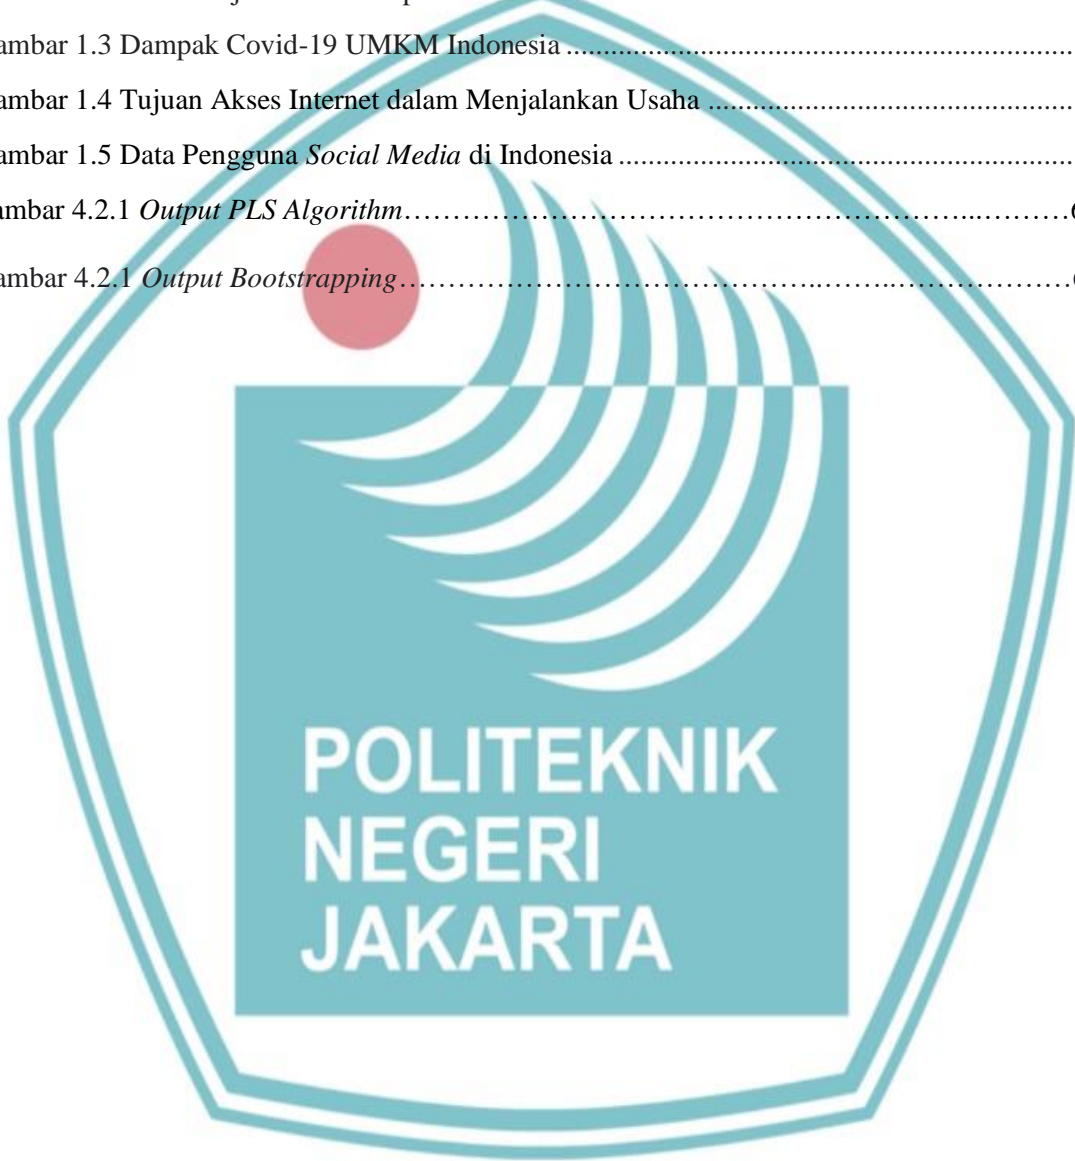 ambar 1.3 Dampak Covid-19 UMKM Indonesia ........................................................................................
ambar 1.4 Tujuan Akses Internet dalam Menjalankan Usaha ................................................................
ambar 1.5 Data Pengguna Social Media di Indonesia ..........................................................................
ambar 4.2.1 Output PLS Algorithm…………………………………………………...………6
ambar 4.2.1 Output Bootstrapping……………………………………..……..………………
POLITEKNIK
NEGERI
JAKARTA